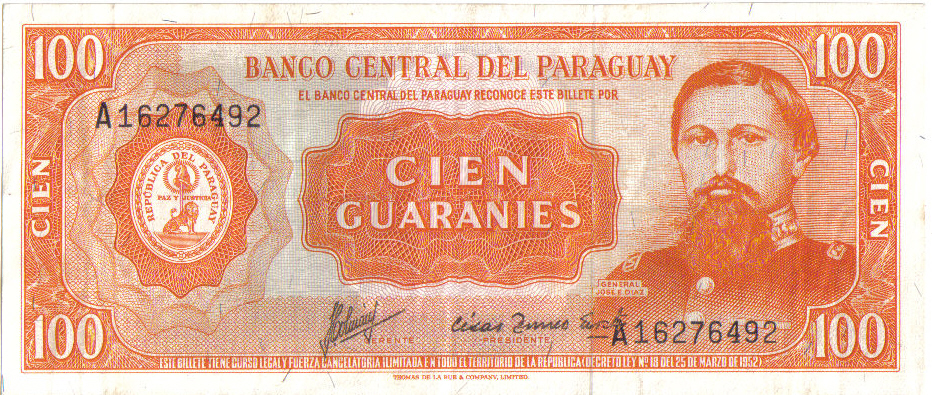 100
100
BANCO CENTRAL DEL PARAGUAY
EL BANCO CENTRAL DEL PARAGUAY RECONOCE ESTE BILLETE POR
A16276492
CIEN
REPÚBLICA DEL PARAGUAY
PAZ Y JUSTICIA
CIEN
GUARANIES
CIEN
GENERAL
JOSE E. DIAZ
GERENTE
César
PRESIDENTE
A16276492
100
100
ESTE BILLETE TIENE CURSO LEGAL Y FUERZA CANCELATORIA ILIMITADA EN TODO EL TERRITORIO DE LA REPUBLICA (DECRETO LEY Nº 18 DEL 25 DE MARZO DE 1952)
THOMAS DE LA RUE & COMPANY, LIMITED.